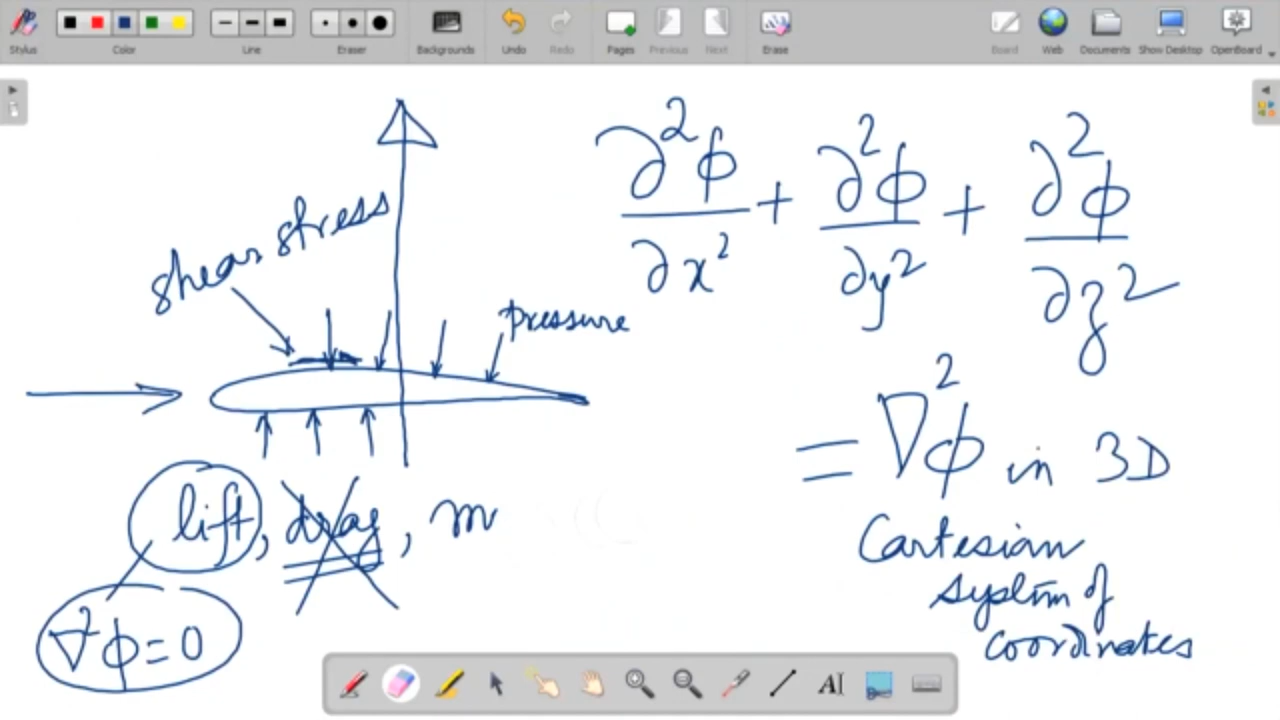 Stylus Color Line Eraser Backgrounds Undo Redo Pages Previous Next Erase Board Web Documents Show Desktop OpenBoard
shear stress
pressure
∂²φ/∂x² + ∂²φ/∂y² + ∂²φ/∂z²
= ∇²φ in 3D
Cartesian
system of
coordinates
lift, drag, m
∇²φ = 0
AI